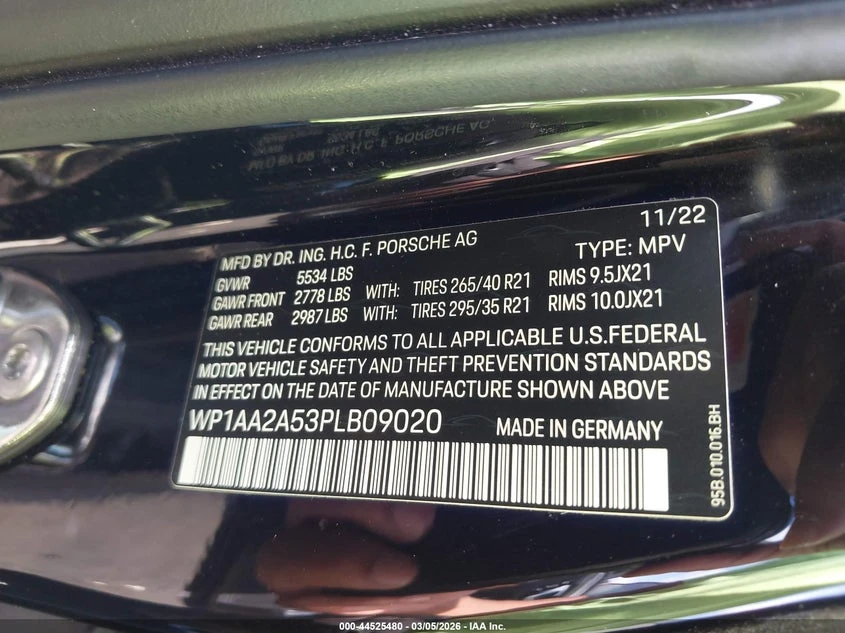 11/22
MFD BY DR. ING. H.C. F. PORSCHE AG TYPE: MPV
GVWR 5534 LBS
GAWR FRONT 2778 LBS WITH: TIRES 265/40 R21 RIMS 9.5JX21
GAWR REAR 2987 LBS WITH: TIRES 295/35 R21 RIMS 10.0JX21
THIS VEHICLE CONFORMS TO ALL APPLICABLE U.S.FEDERAL
MOTOR VEHICLE SAFETY AND THEFT PREVENTION STANDARDS
IN EFFECT ON THE DATE OF MANUFACTURE SHOWN ABOVE
WP1AA2A53PLB09020 MADE IN GERMANY
95B.010.016.BH
000-44525480 - 03/05/2026 - IAA Inc.